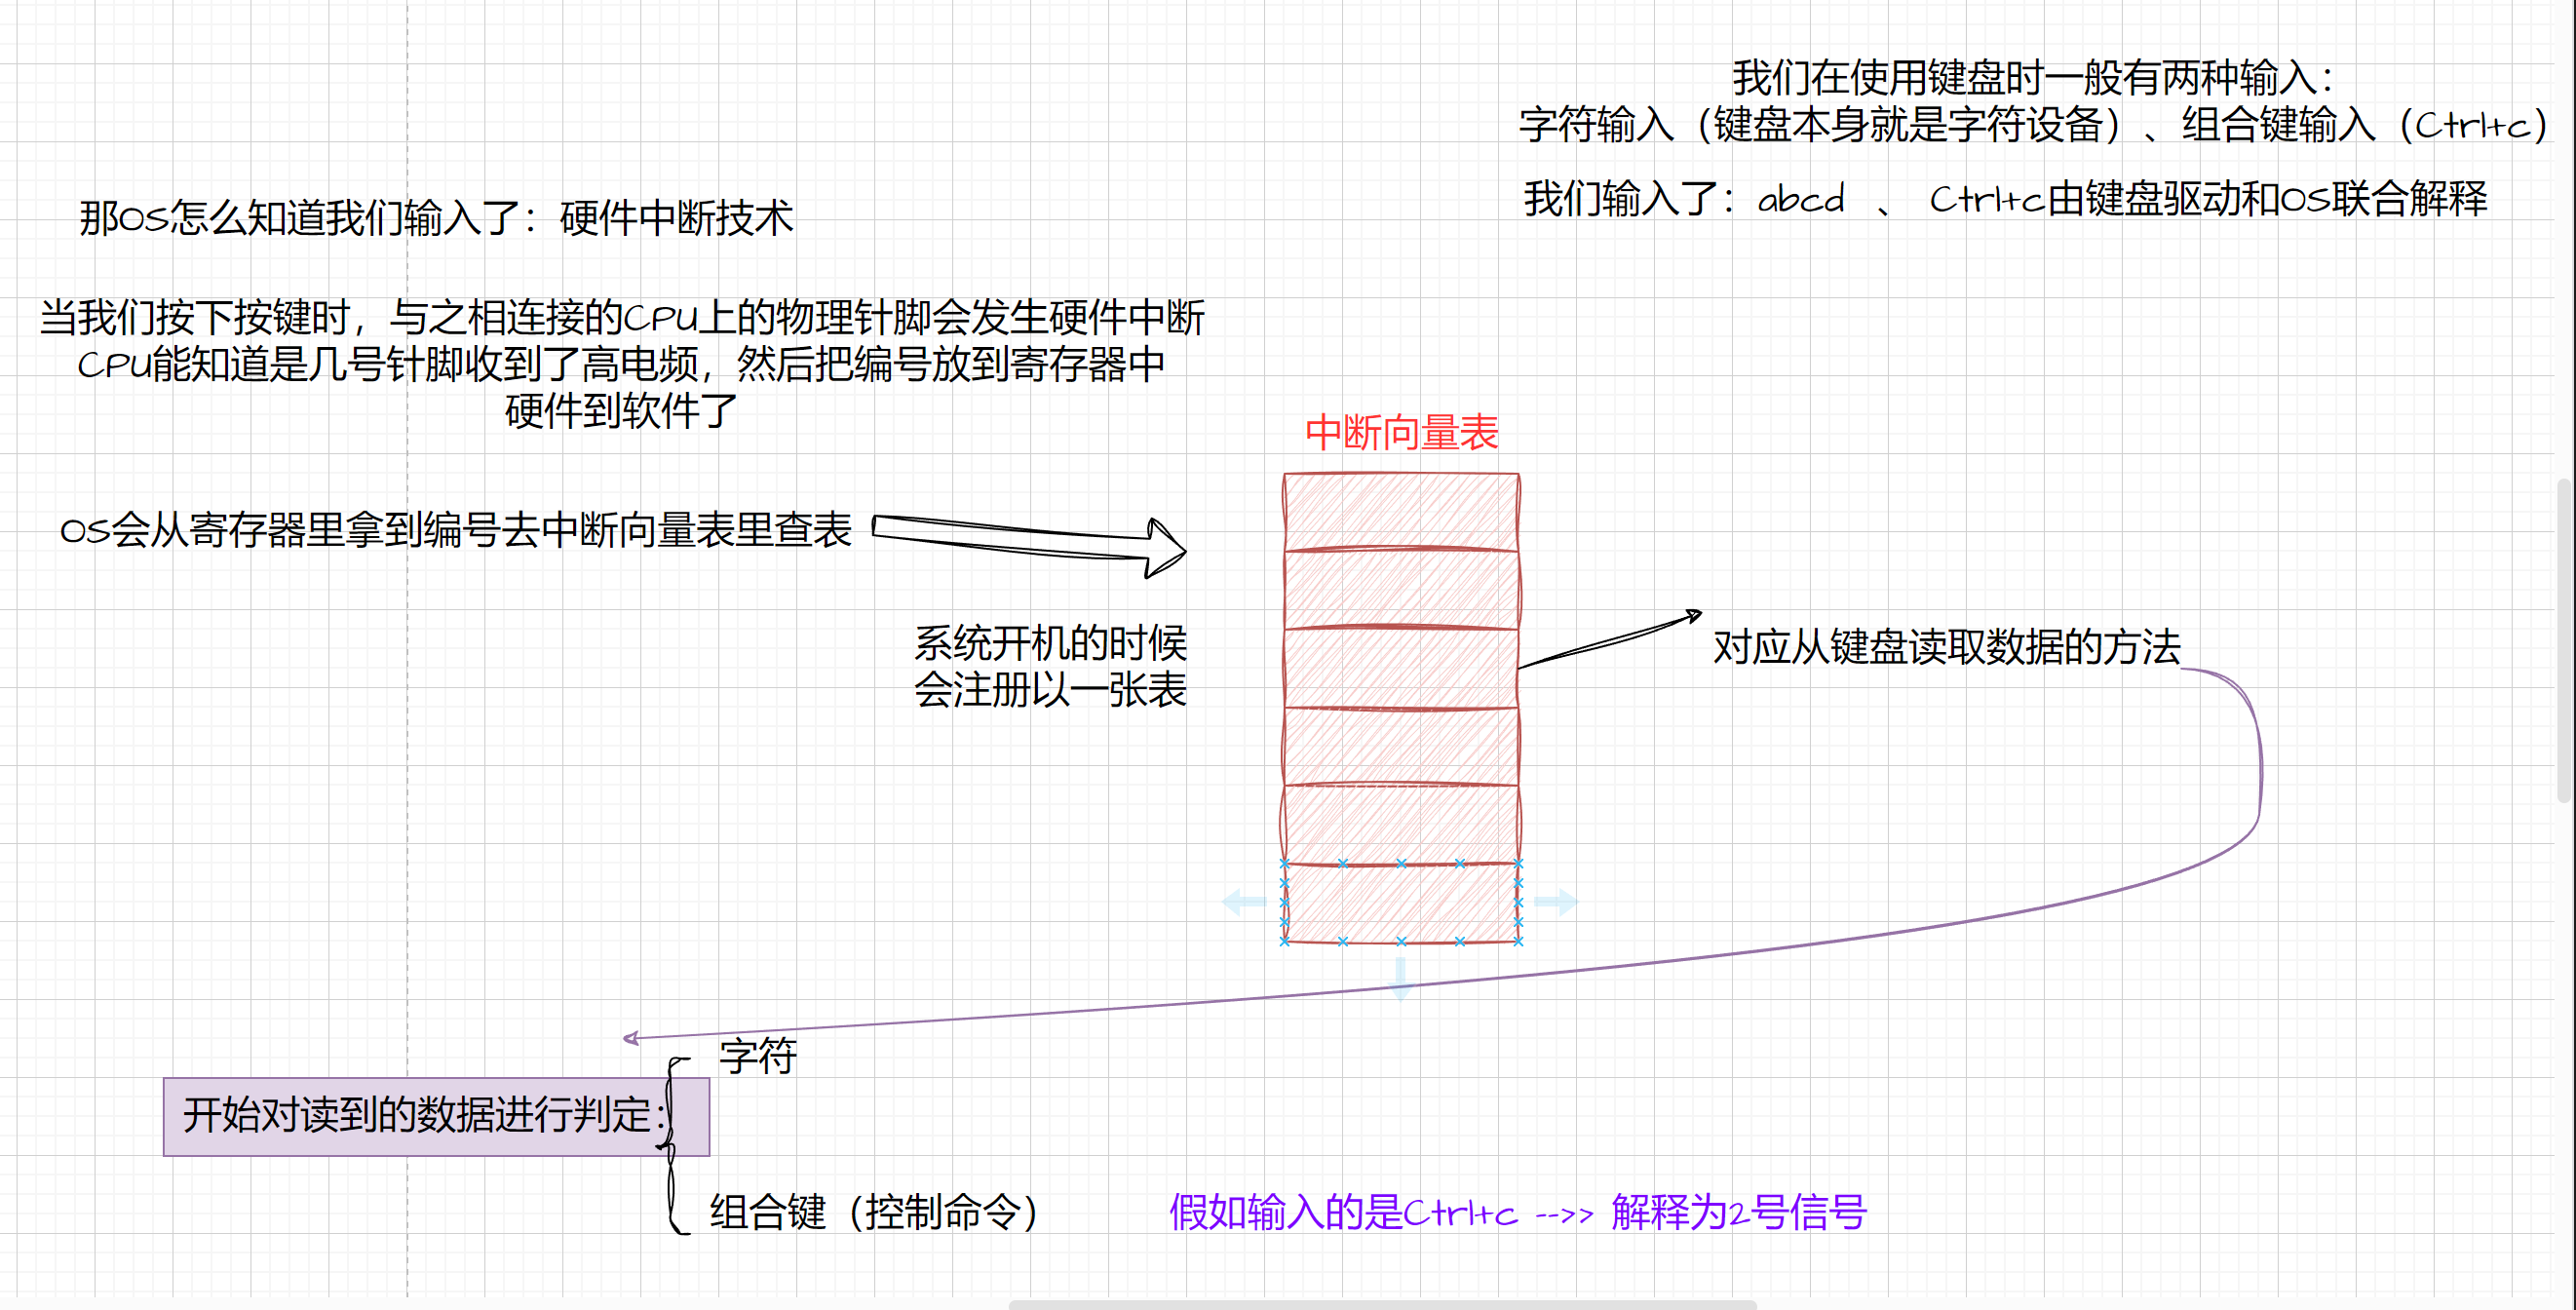 我们在使用键盘时一般有两种输入：
字符输入（键盘本身就是字符设备）、组合键输入（Ctrl+c）
我们输入了：abcd 、 Ctrl+c由键盘驱动和OS联合解释
那OS怎么知道我们输入了：硬件中断技术
当我们按下按键时，与之相连接的CPU上的物理针脚会发生硬件中断
CPU能知道是几号针脚收到了高电频，然后把编号放到寄存器中
硬件到软件了
中断向量表
OS会从寄存器里拿到编号去中断向量表里查表
系统开机的时候
会注册以一张表
对应从键盘读取数据的方法
字符
开始对读到的数据进行判定：
组合键（控制命令）
假如输入的是Ctrl+c -->> 解释为2号信号